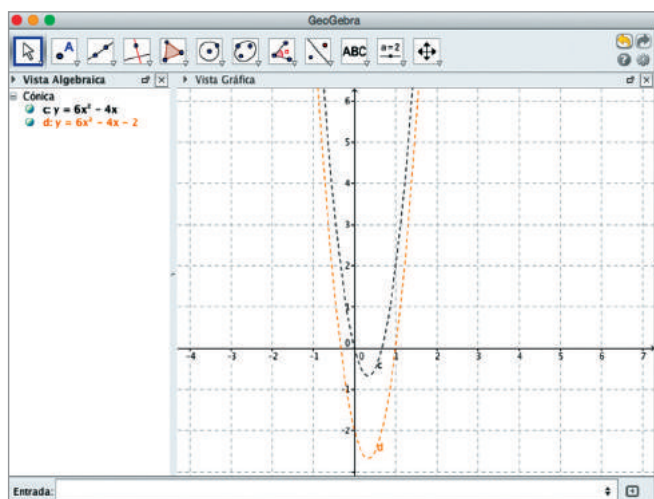 GeoGebra
A
ABC
a=2
Vista Algebraica
Vista Gráfica
Cónica
c: y = 6x² - 4x
d: y = 6x² - 4x - 2
6
5
4
3
2
1
0
-4 -3 -2 -1 0 1 2 3 4 5 6 7
c
-1
-2
d
Entrada: